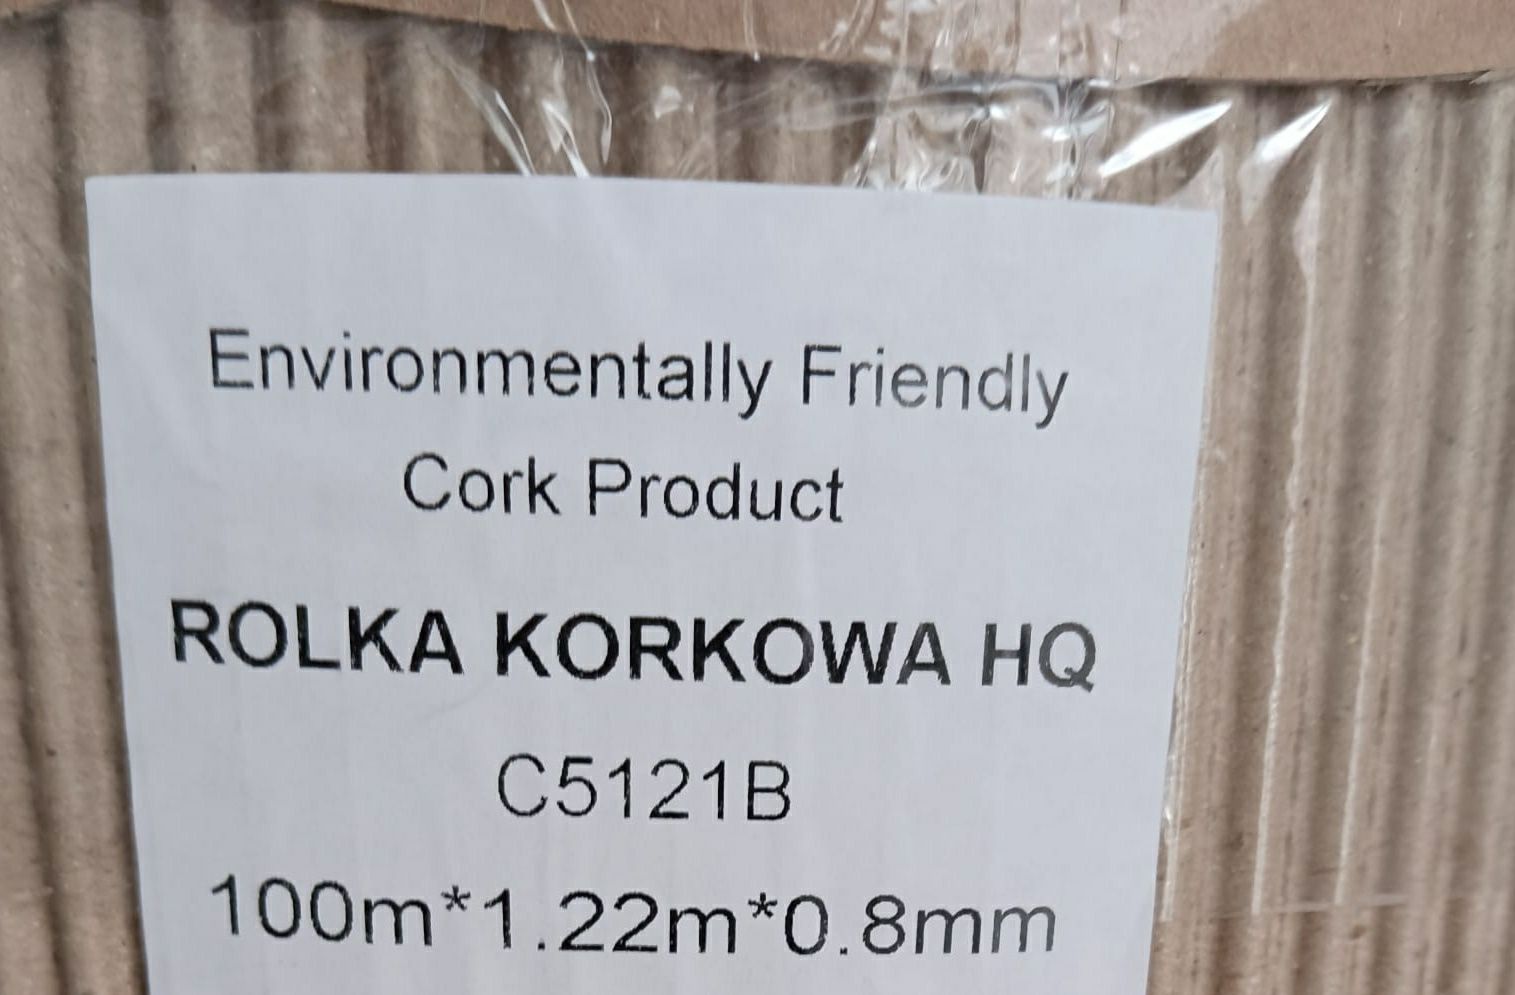 Environmentally Friendly
Cork Product
ROLKA KORKOWA HQ
C5121B
100m*1.22m*0.8mm